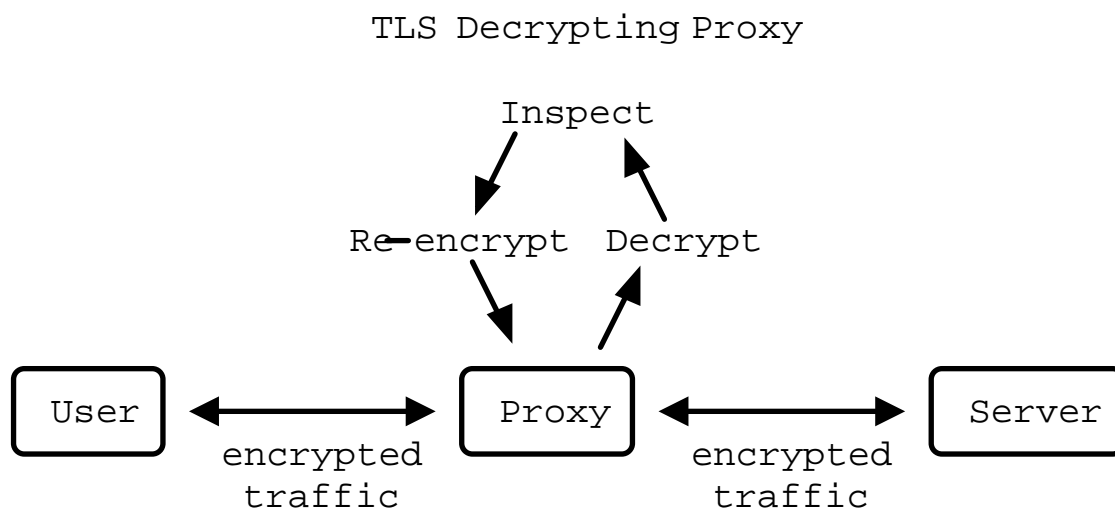 TLS Decrypting Proxy
Inspect
Re-encrypt
Decrypt
User
Proxy
Server
encrypted
traffic
encrypted
traffic